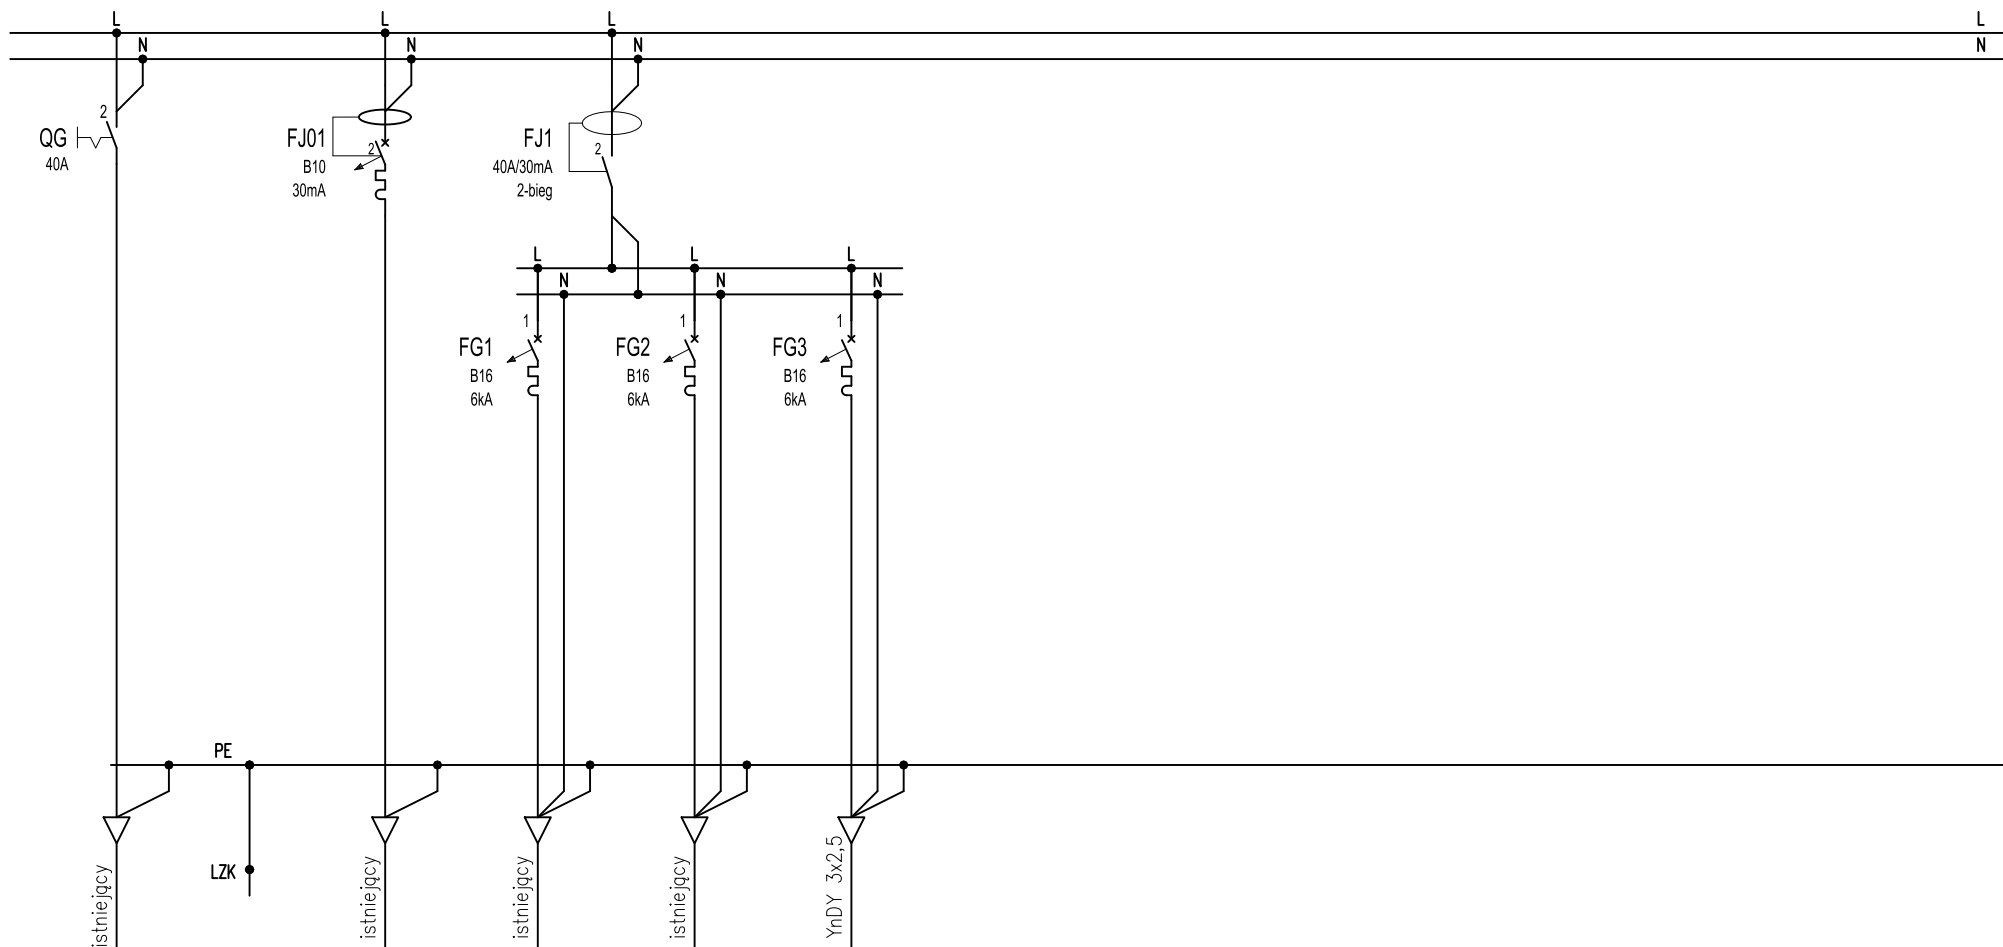 L
L
L
L
N
N
N
N
2
QG
40A
FJ01
2
B10
30mA
FJ1
2
40A/30mA
2-bieg
L
L
L
N
N
N
1
1
1
FG1
B16
6kA
FG2
B16
6kA
FG3
B16
6kA
PE
LZK
istniejący
istniejący
istniejący
istniejący
YnDY 3x2,5